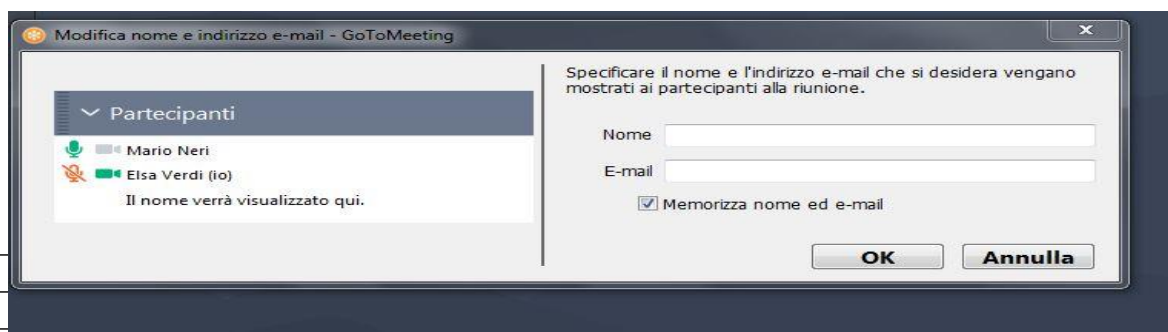 Modifica nome e indirizzo e-mail - GoToMeeting
Partecipanti
Mario Neri
Elsa Verdi (io)
Il nome verrà visualizzato qui.
Specificare il nome e l'indirizzo e-mail che si desidera vengano
mostrati ai partecipanti alla riunione.
Nome
E-mail
Memorizza nome ed e-mail
OK
Annulla